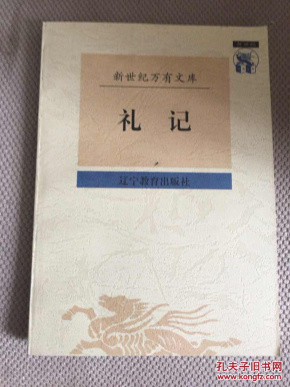 新世纪万有文库
礼 记
辽宁教育出版社
孔夫子旧书网